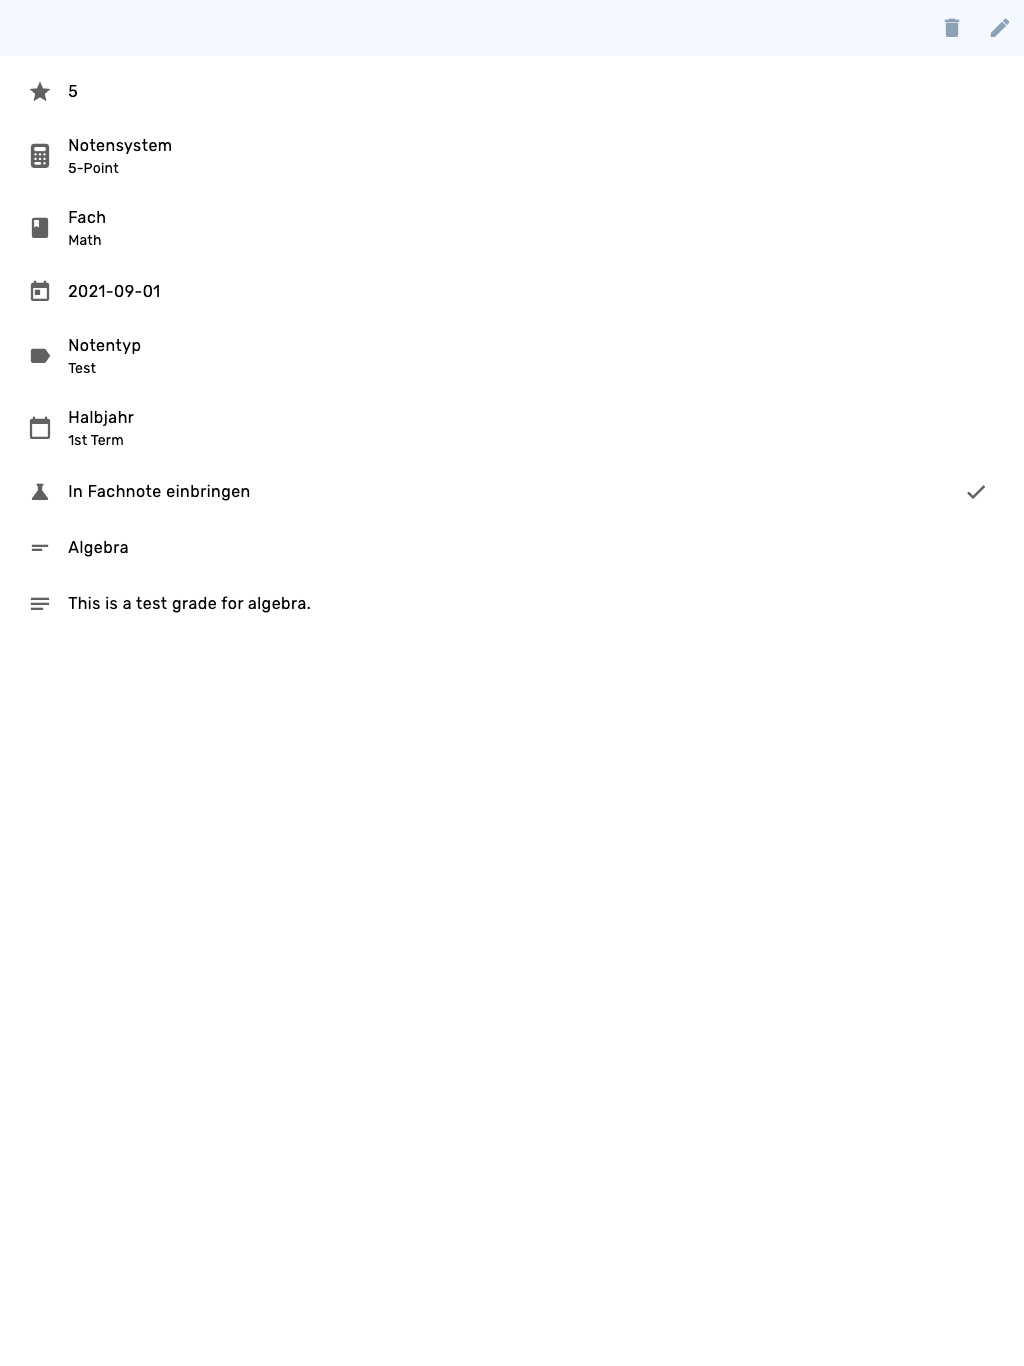 5
Notensystem
5-Point
Fach
Math
2021-09-01
Notentyp
Test
Halbjahr
1st Term
In Fachnote einbringen
Algebra
This is a test grade for algebra.